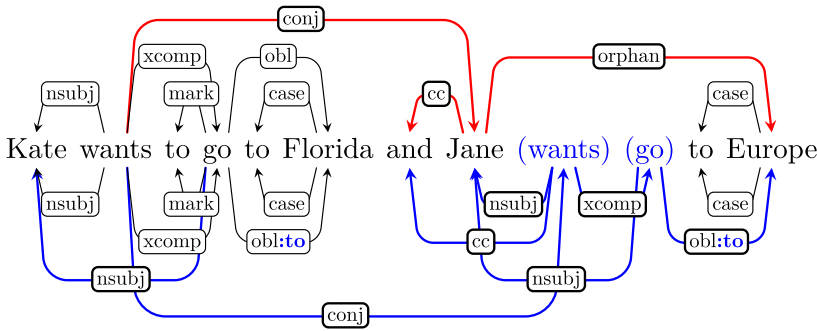 conj
xcomp obl orphan
nsubj mark case cc case
Kate wants to go to Florida and Jane (wants) (go) to Europe
nsubj mark case nsubj xcomp case
xcomp obl:to cc obl:to
nsubj nsubj
conj